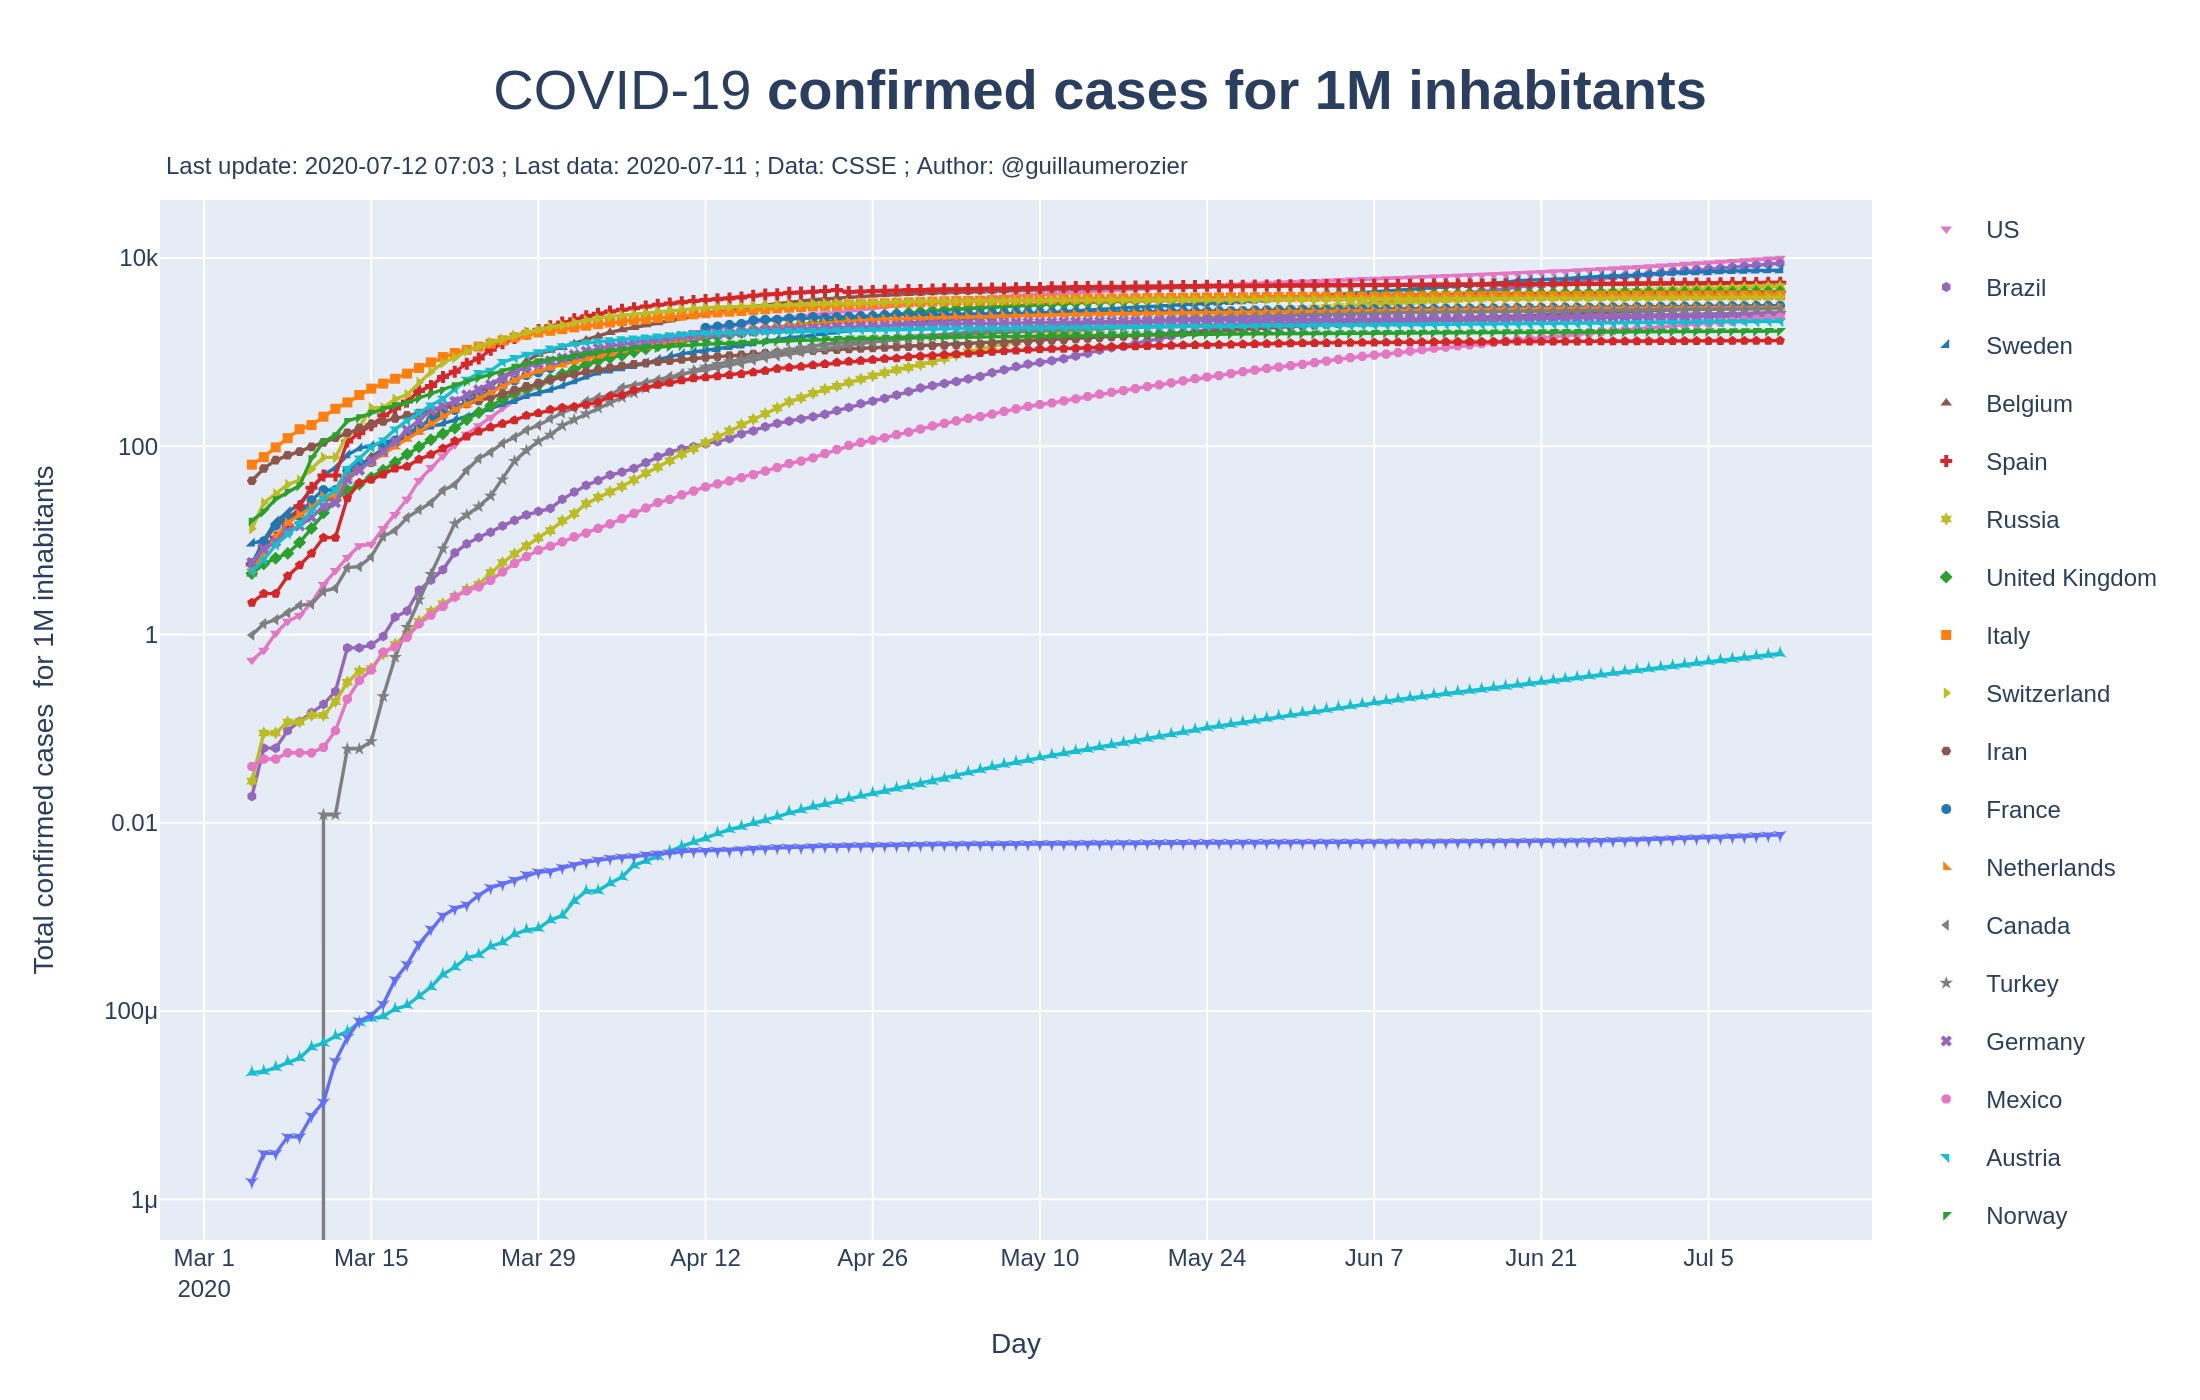 COVID-19 confirmed cases for 1M inhabitants
Last update: 2020-07-12 07:03 ; Last data: 2020-07-11 ; Data: CSSE ; Author: @guillaumerozier
Total confirmed cases for 1M inhabitants
10k
100
1
0.01
100μ
1μ
Mar 1
2020
Mar 15
Mar 29
Apr 12
Apr 26
May 10
May 24
Jun 7
Jun 21
Jul 5
Day
US
Brazil
Sweden
Belgium
Spain
Russia
United Kingdom
Italy
Switzerland
Iran
France
Netherlands
Canada
Turkey
Germany
Mexico
Austria
Norway